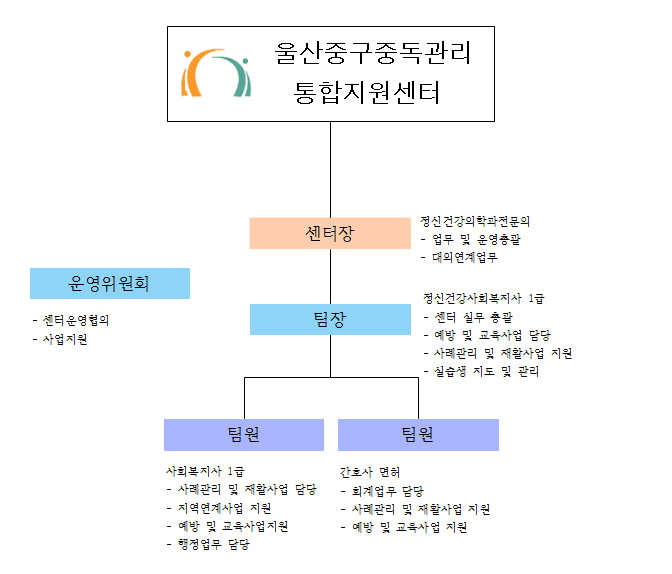 울산중구중독관리
통합지원센터
센터장
정신건강의학과전문의
- 업무 및 운영총괄
- 대외연계업무
운영위원회
- 센터운영협의
- 사업지원
팀장
정신건강사회복지사 1급
- 센터 실무 총괄
- 예방 및 교육사업 담당
- 사례관리 및 재활사업 지원
- 실습생 지도 및 관리
팀원
사회복지사 1급
- 사례관리 및 재활사업 담당
- 지역연계사업 지원
- 예방 및 교육사업지원
- 행정업무 담당
팀원
간호사 면허
- 회계업무 담당
- 사례관리 및 재활사업 지원
- 예방 및 교육사업 지원